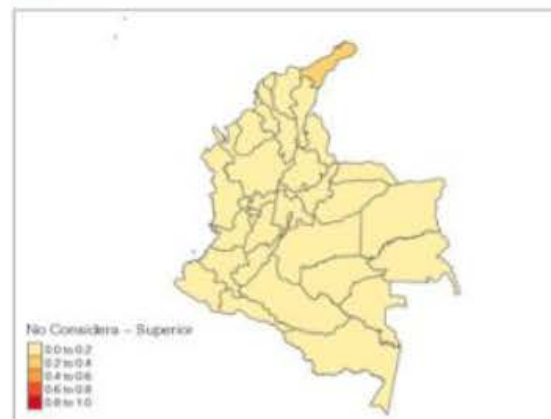 No Considera – Superior
0.0 to 0.2
0.2 to 0.4
0.4 to 0.6
0.6 to 0.8
0.8 to 1.0